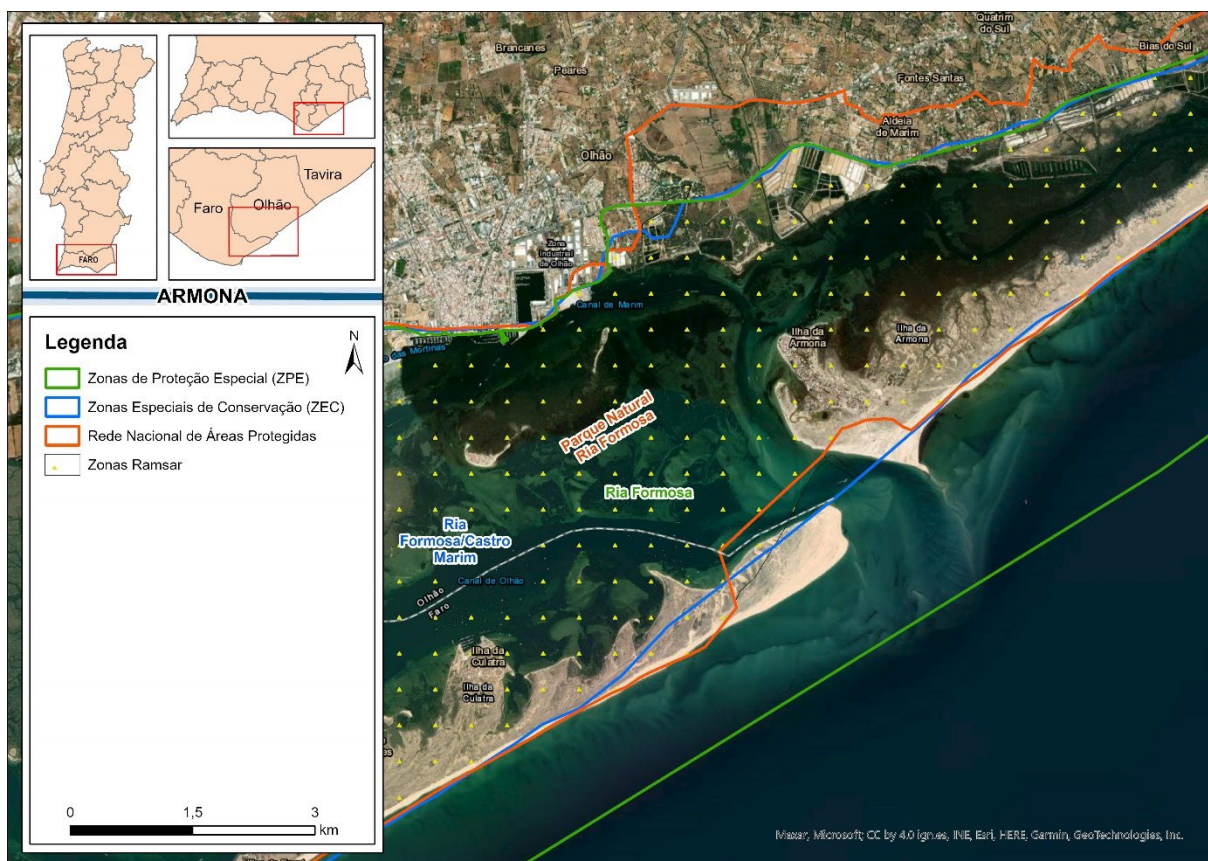 FARO
Tavira
Faro
Olhão
ARMONA
Legenda
N
Zonas de Proteção Especial (ZPE)
Zonas Especiais de Conservação (ZEC)
Rede Nacional de Áreas Protegidas
Zonas Ramsar
0 1,5 3
km
Quatrim
do Sul
Brancanes
Bias do Sul
Peares
Fontes Santas
Aldeia
de Marim
Olhão
Zona
Industrial
de Olhão
Canal de Marim
das Mortinas
Ilha da
Armona
Ilha da
Armona
Parque Natural
Ria Formosa
Ria Formosa
Ria
Formosa/Castro
Marim
Canal de Olhão
Olhão
Faro
Ilha da
Culatra
Ilha da
Culatra
Maxar, Microsoft; CC by 4.0 ign.es, INE, Esri, HERE, Garmin, GeoTechnologies, Inc.